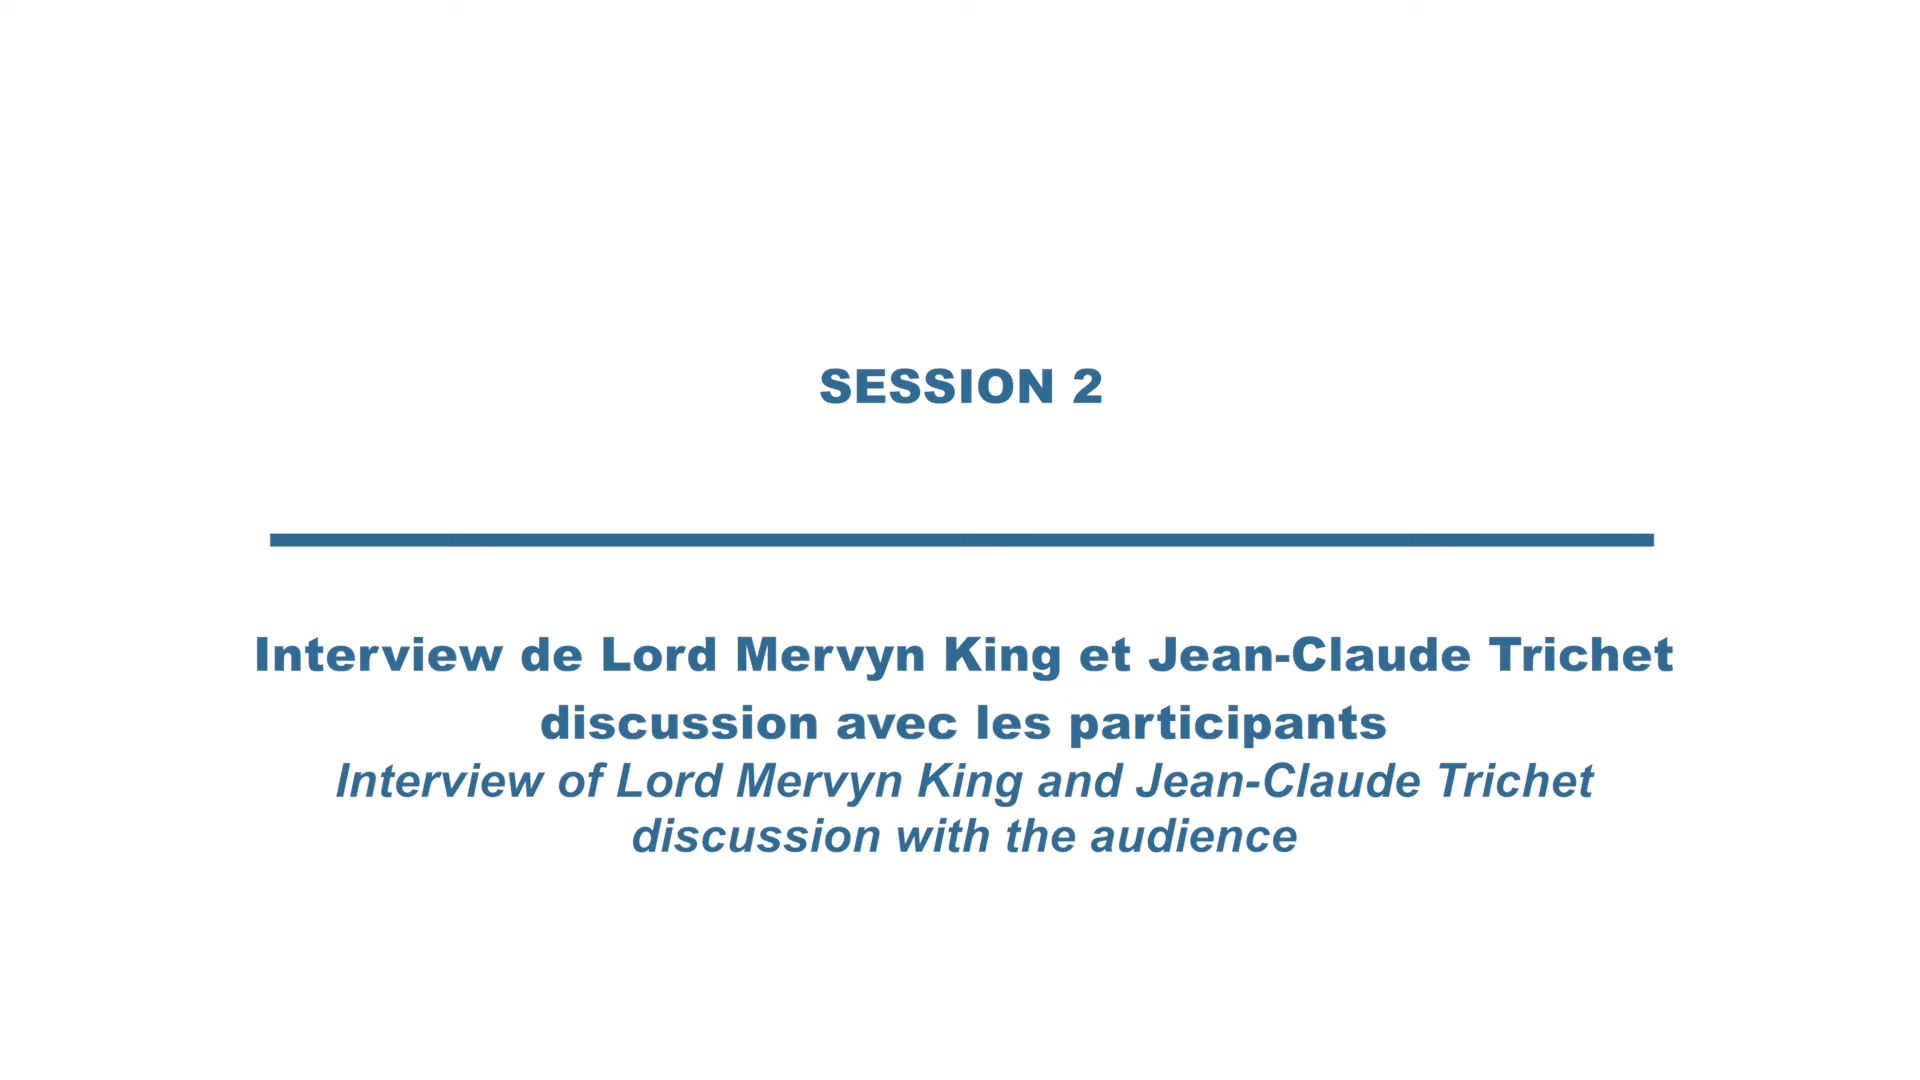 SESSION 2
Interview de Lord Mervyn King et Jean-Claude Trichet
discussion avec les participants
Interview of Lord Mervyn King and Jean-Claude Trichet
discussion with the audience